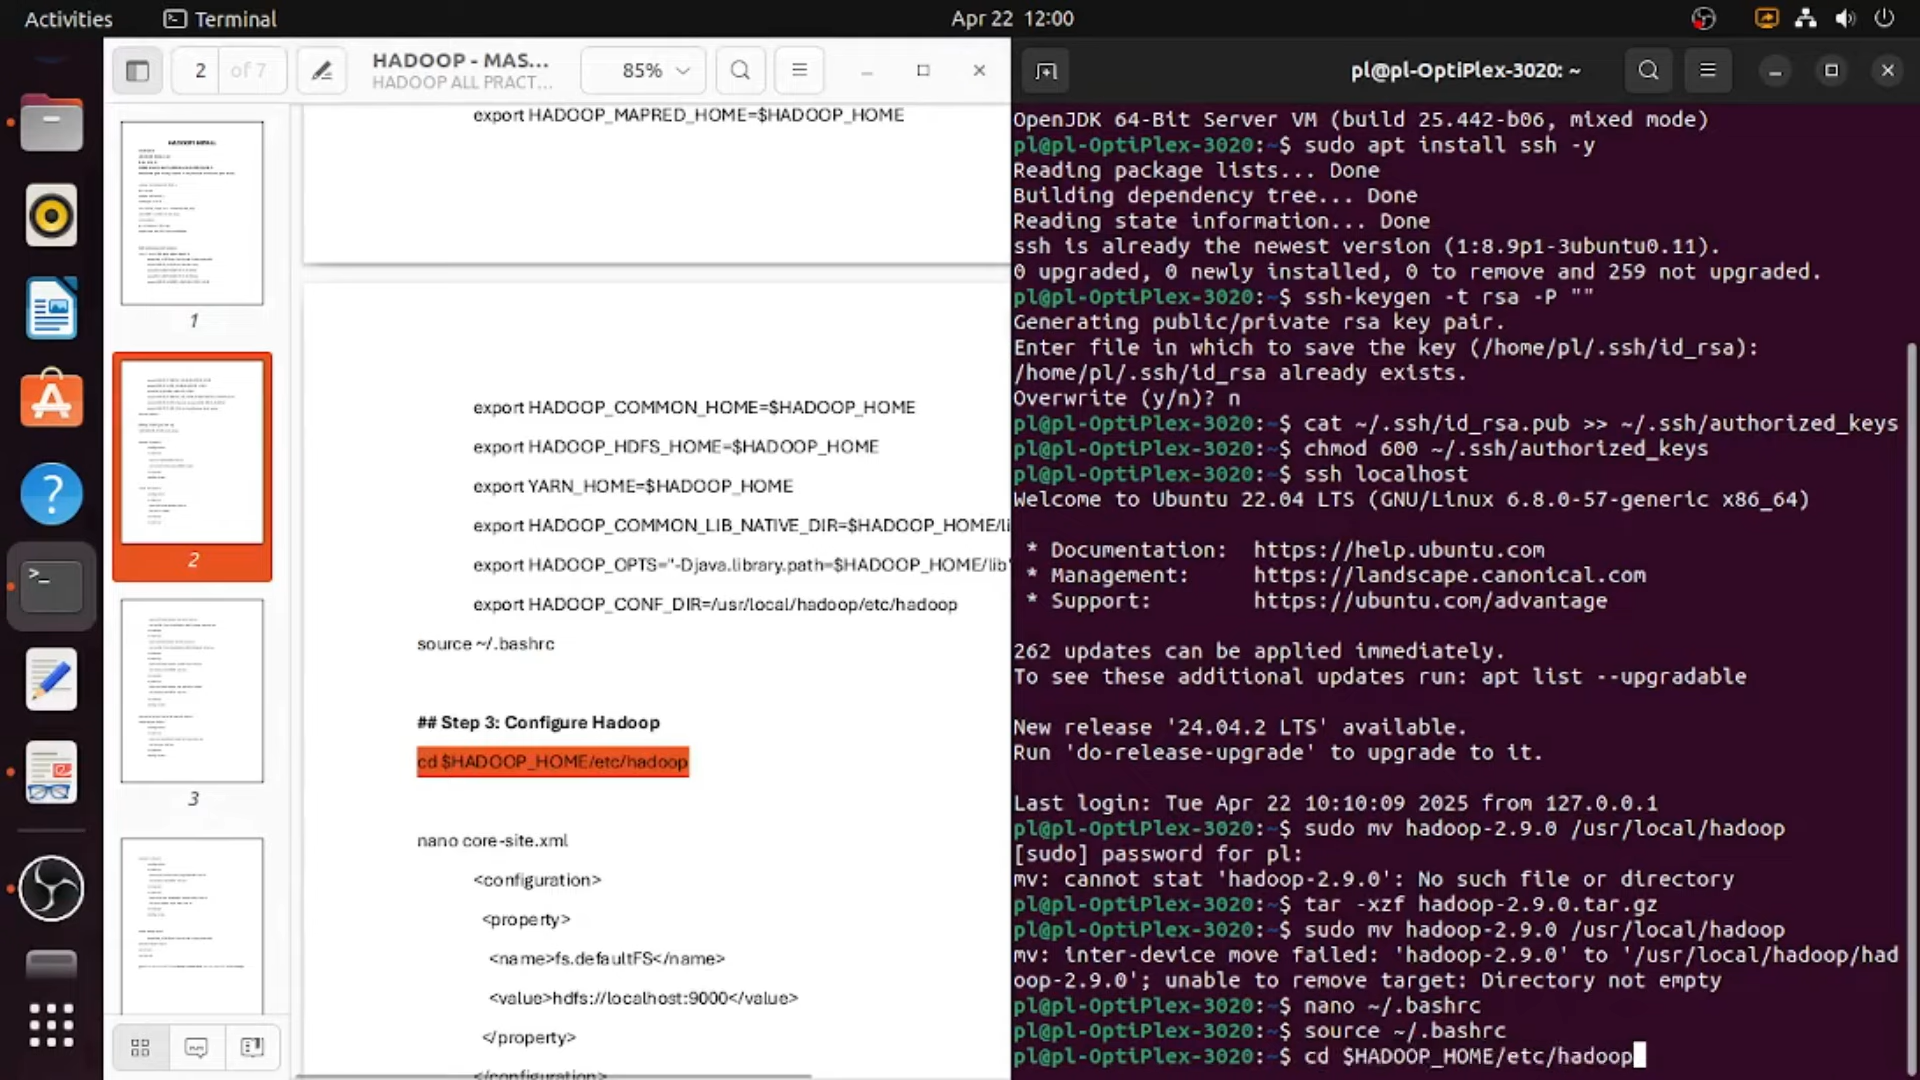 Activities
Terminal
Apr 22 12:00
2 of 7
HADOOP - MAS...
HADOOP ALL PRACT...
85%
1
2
3
export HADOOP_MAPRED_HOME=$HADOOP_HOME
export HADOOP_COMMON_HOME=$HADOOP_HOME
export HADOOP_HDFS_HOME=$HADOOP_HOME
export YARN_HOME=$HADOOP_HOME
export HADOOP_COMMON_LIB_NATIVE_DIR=$HADOOP_HOME/li
export HADOOP_OPTS="-Djava.library.path=$HADOOP_HOME/lib"
export HADOOP_CONF_DIR=/usr/local/hadoop/etc/hadoop
source ~/.bashrc
## Step 3: Configure Hadoop
cd $HADOOP_HOME/etc/hadoop
nano core-site.xml
<configuration>
<property>
<name>fs.defaultFS</name>
<value>hdfs://localhost:9000</value>
</property>
</configuration>
pl@pl-OptiPlex-3020: ~
OpenJDK 64-Bit Server VM (build 25.442-b06, mixed mode)
pl@pl-OptiPlex-3020:~$ sudo apt install ssh -y
Reading package lists... Done
Building dependency tree... Done
Reading state information... Done
ssh is already the newest version (1:8.9p1-3ubuntu0.11).
0 upgraded, 0 newly installed, 0 to remove and 259 not upgraded.
pl@pl-OptiPlex-3020:~$ ssh-keygen -t rsa -P ""
Generating public/private rsa key pair.
Enter file in which to save the key (/home/pl/.ssh/id_rsa):
/home/pl/.ssh/id_rsa already exists.
Overwrite (y/n)? n
pl@pl-OptiPlex-3020:~$ cat ~/.ssh/id_rsa.pub >> ~/.ssh/authorized_keys
pl@pl-OptiPlex-3020:~$ chmod 600 ~/.ssh/authorized_keys
pl@pl-OptiPlex-3020:~$ ssh localhost
Welcome to Ubuntu 22.04 LTS (GNU/Linux 6.8.0-57-generic x86_64)
* Documentation: https://help.ubuntu.com
* Management: https://landscape.canonical.com
* Support: https://ubuntu.com/advantage
262 updates can be applied immediately.
To see these additional updates run: apt list --upgradable
New release '24.04.2 LTS' available.
Run 'do-release-upgrade' to upgrade to it.
Last login: Tue Apr 22 10:10:09 2025 from 127.0.0.1
pl@pl-OptiPlex-3020:~$ sudo mv hadoop-2.9.0 /usr/local/hadoop
[sudo] password for pl:
mv: cannot stat 'hadoop-2.9.0': No such file or directory
pl@pl-OptiPlex-3020:~$ tar -xzf hadoop-2.9.0.tar.gz
pl@pl-OptiPlex-3020:~$ sudo mv hadoop-2.9.0 /usr/local/hadoop
mv: inter-device move failed: 'hadoop-2.9.0' to '/usr/local/hadoop/had
oop-2.9.0'; unable to remove target: Directory not empty
pl@pl-OptiPlex-3020:~$ nano ~/.bashrc
pl@pl-OptiPlex-3020:~$ source ~/.bashrc
pl@pl-OptiPlex-3020:~$ cd $HADOOP_HOME/etc/hadoop